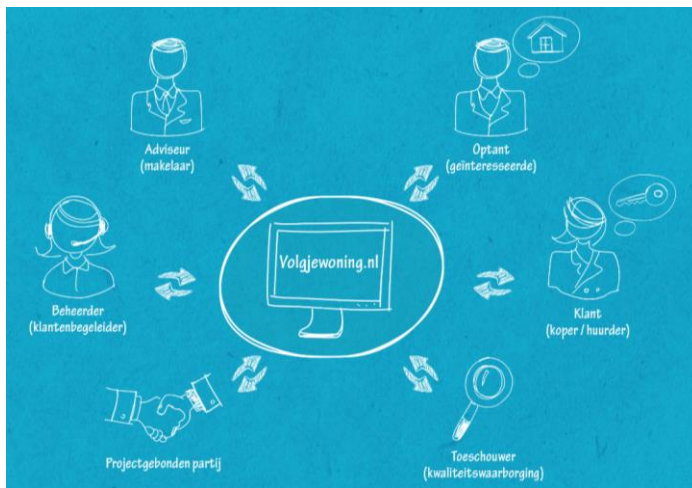 Adviseur
(makelaar)
Optant
(geïnteresseerde)
Volgjewoning.nl
Beheerder
(klantenbegeleider)
Klant
(koper / huurder)
Projectgebonden partij
Toeschouwer
(kwaliteitswaarborging)